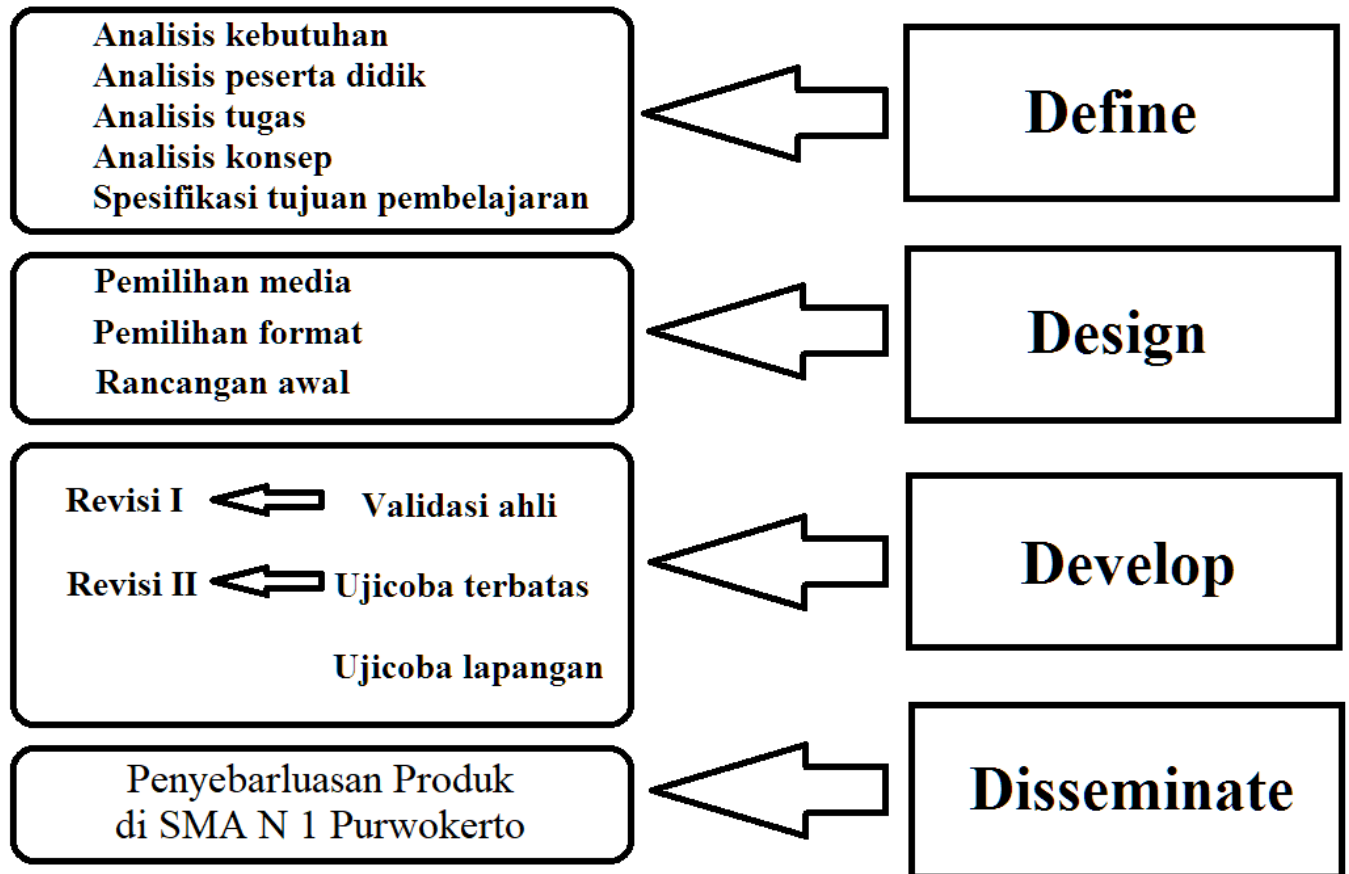 Analisis kebutuhan
Analisis peserta didik
Analisis tugas
Analisis konsep
Spesifikasi tujuan pembelajaran
Define
Pemilihan media
Pemilihan format
Rancangan awal
Design
Revisi I
Validasi ahli
Revisi II
Ujicoba terbatas
Ujicoba lapangan
Develop
Penyebarluasan Produk
di SMA N 1 Purwokerto
Disseminate